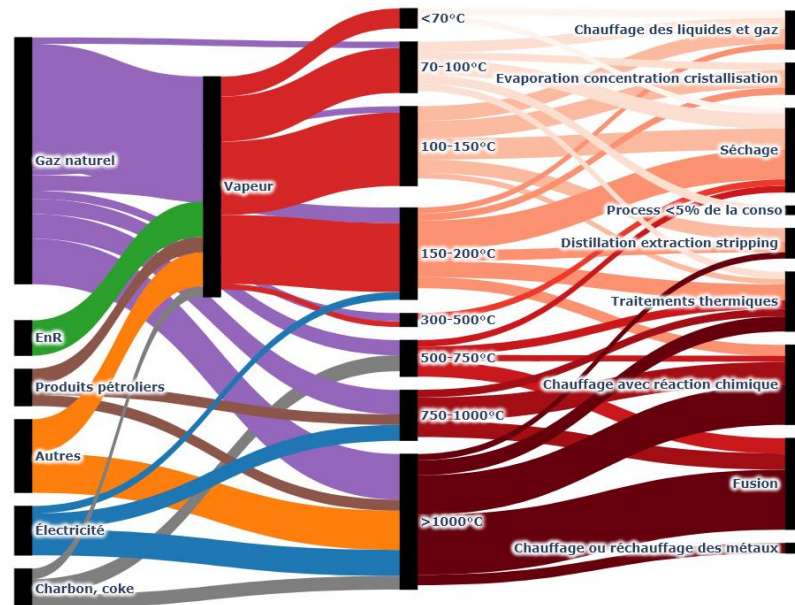 Gaz naturel
EnR
Produits pétroliers
Autres
Électricité
Charbon, coke
Vapeur
<70°C
70-100°C
100-150°C
150-200°C
300-500°C
500-750°C
750-1000°C
>1000°C
Chauffage des liquides et gaz
Evaporation concentration cristallisation
Séchage
Process <5% de la conso
Distillation extraction stripping
Traitements thermiques
Chauffage avec réaction chimique
Fusion
Chauffage ou réchauffage des métaux